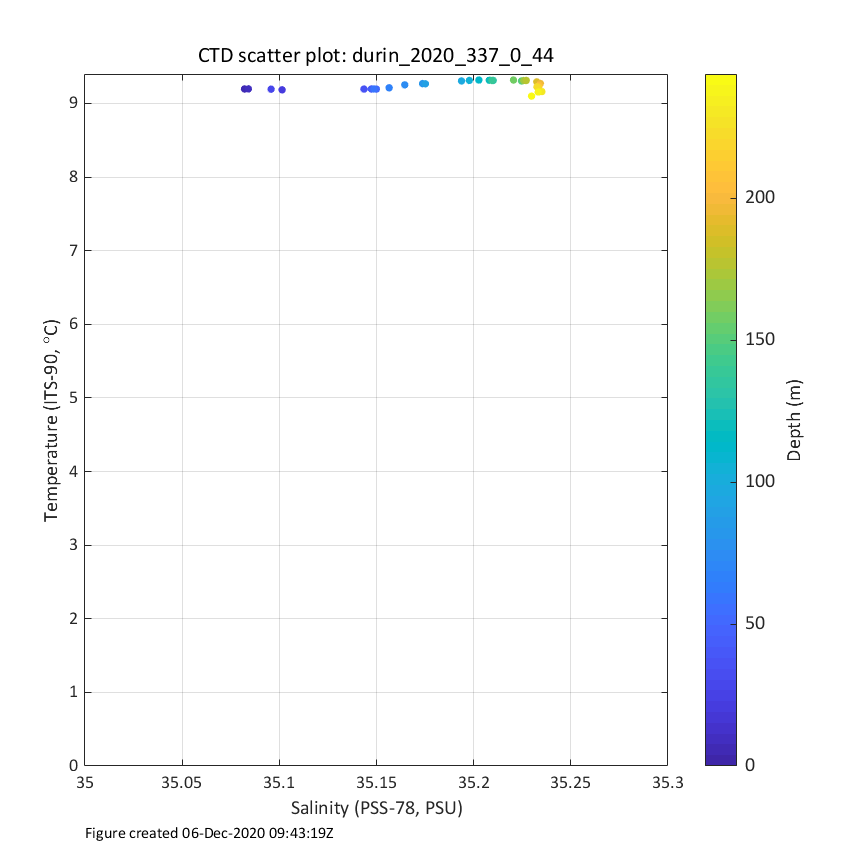 CTD scatter plot: durin_2020_337_0_44
9
8
7
6
5
4
3
2
1
0
Temperature (ITS-90, °C)
35 35.05 35.1 35.15 35.2 35.25 35.3
Salinity (PSS-78, PSU)
200
150
100
50
0
Depth (m)
Figure created 06-Dec-2020 09:43:19Z